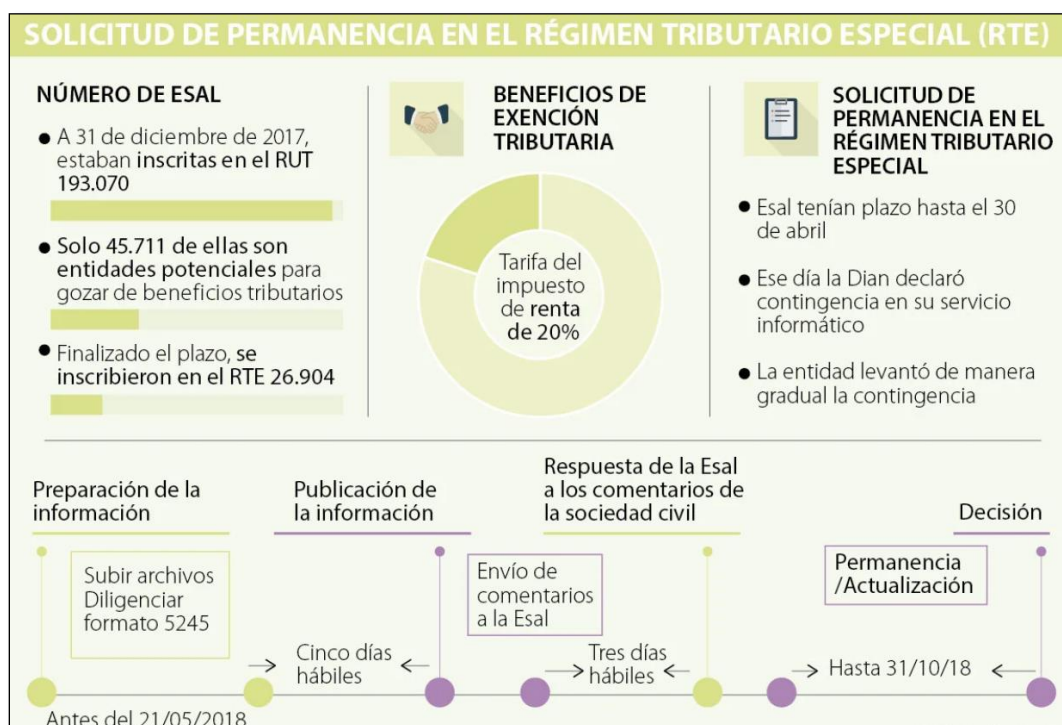 SOLICITUD DE PERMANENCIA EN EL RÉGIMEN TRIBUTARIO ESPECIAL (RTE)
NÚMERO DE ESAL
A 31 de diciembre de 2017,
estaban inscritas en el RUT
193.070
Solo 45.711 de ellas son
entidades potenciales para
gozar de beneficios tributarios
Finalizado el plazo, se
inscribieron en el RTE 26.904
BENEFICIOS DE
EXENCIÓN
TRIBUTARIA
Tarifa del
impuesto
de renta
de 20%
SOLICITUD DE
PERMANENCIA EN EL
RÉGIMEN TRIBUTARIO
ESPECIAL
Esal tenían plazo hasta el 30
de abril
Ese día la Dian declaró
contingencia en su servicio
informático
La entidad levantó de manera
gradual la contingencia
Preparación de la
información
Subir archivos
Diligenciar
formato 5245
Antes del 21/05/2018
Cinco días
hábiles
Publicación de
la información
Envío de
comentarios
a la Esal
Tres días
hábiles
Respuesta de la Esal
a los comentarios de
la sociedad civil
Permanencia
/Actualización
Hasta 31/10/18
Decisión